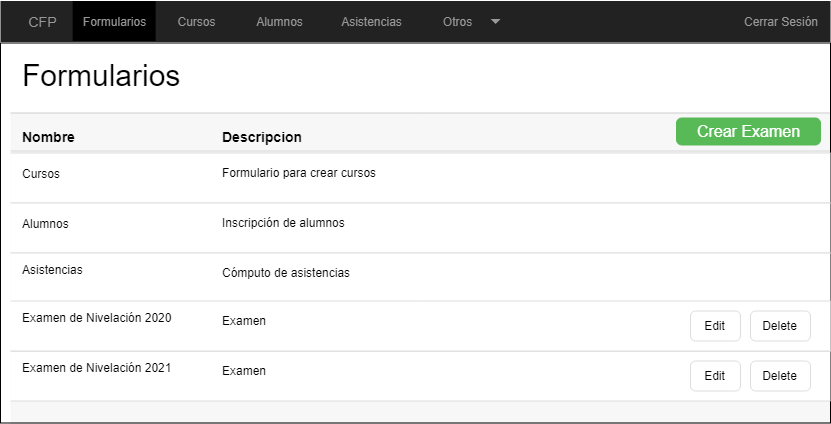 CFP Formularios Cursos Alumnos Asistencias Otros Cerrar Sesión
Formularios
Nombre Descripcion Crear Examen
Cursos Formulario para crear cursos
Alumnos Inscripción de alumnos
Asistencias Cómputo de asistencias
Examen de Nivelación 2020 Examen Edit Delete
Examen de Nivelación 2021 Examen Edit Delete